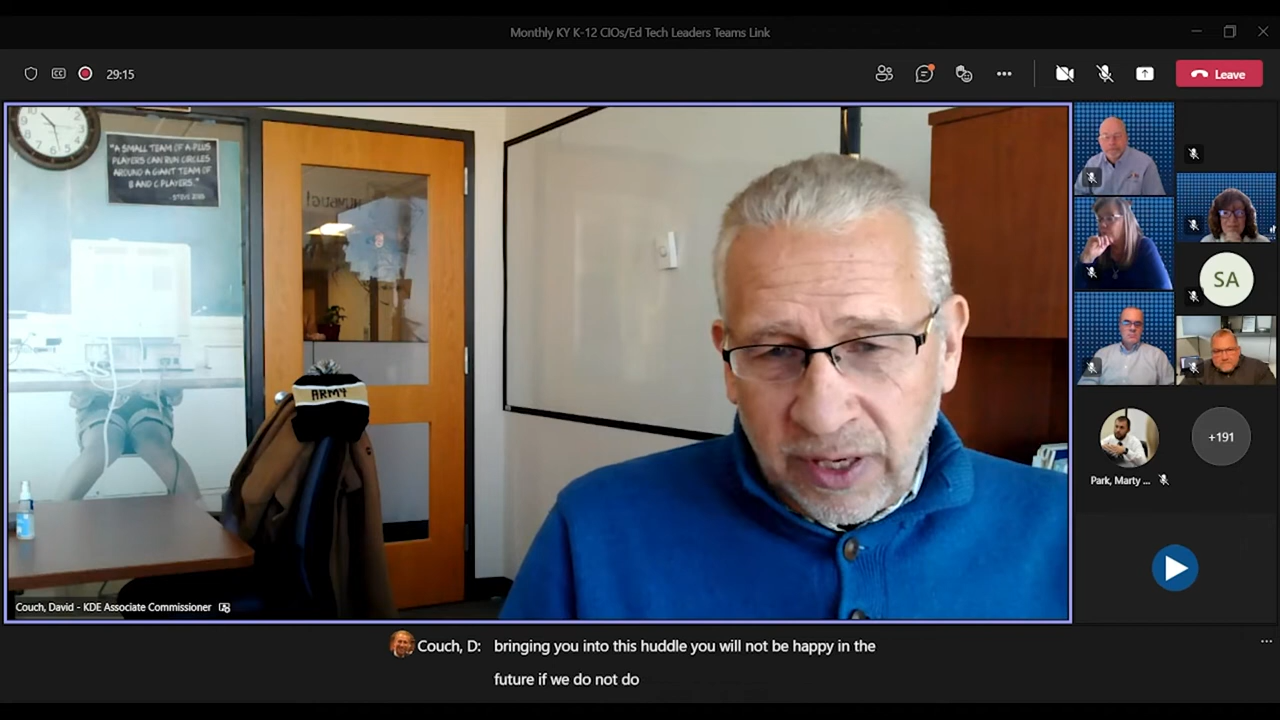 Monthly KY K-12 CIOs/Ed Tech Leaders Teams Link
CC
29:15
Leave
"A SMALL TEAM OF A-PLUS
PLAYERS CAN RUN CIRCLES
AROUND A GIANT TEAM OF
B AND C PLAYERS."
ARMY
SA
+191
Park, Marty ...
Couch, David - KDE Associate Commissioner
Couch, D: bringing you into this huddle you will not be happy in the
future if we do not do